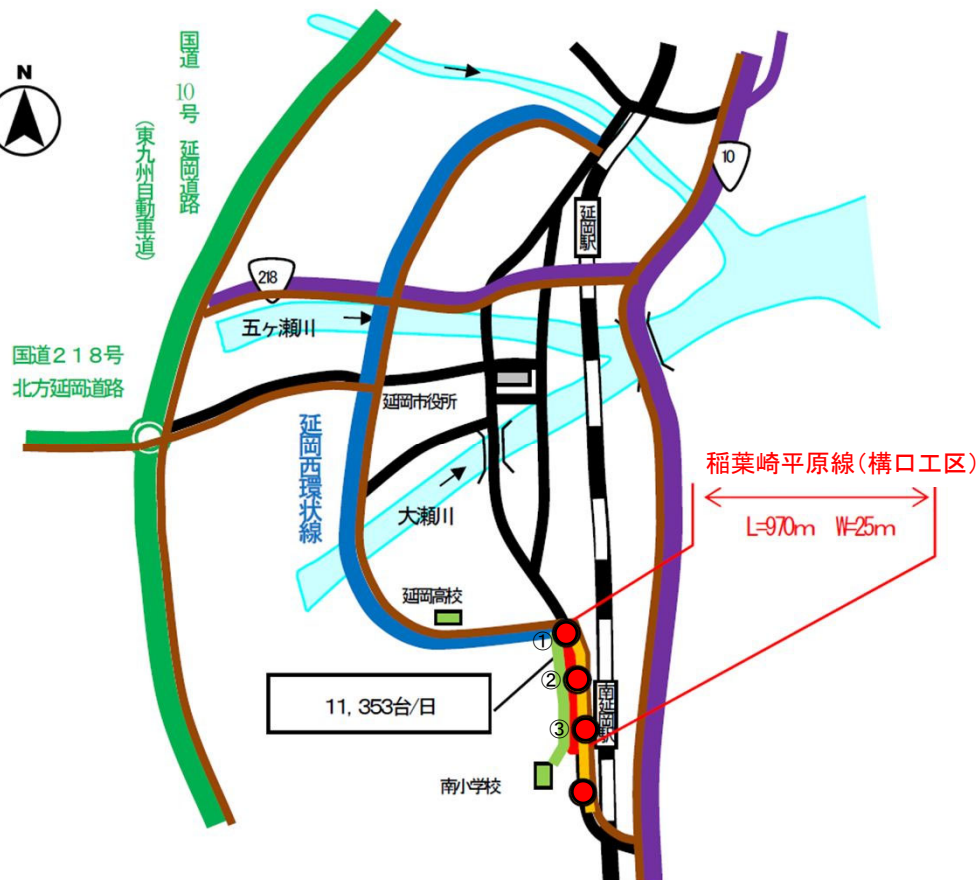 N
国道 10号 延岡道路
(東九州自動車道)
10
延岡駅
218
五ヶ瀬川
国道218号
北方延岡道路
延岡市役所
延岡西環状線
稲葉崎平原線(構口工区)
L=970m W=25m
大瀬川
延岡高校
①
②
11,353台/日
南延岡駅
③
南小学校